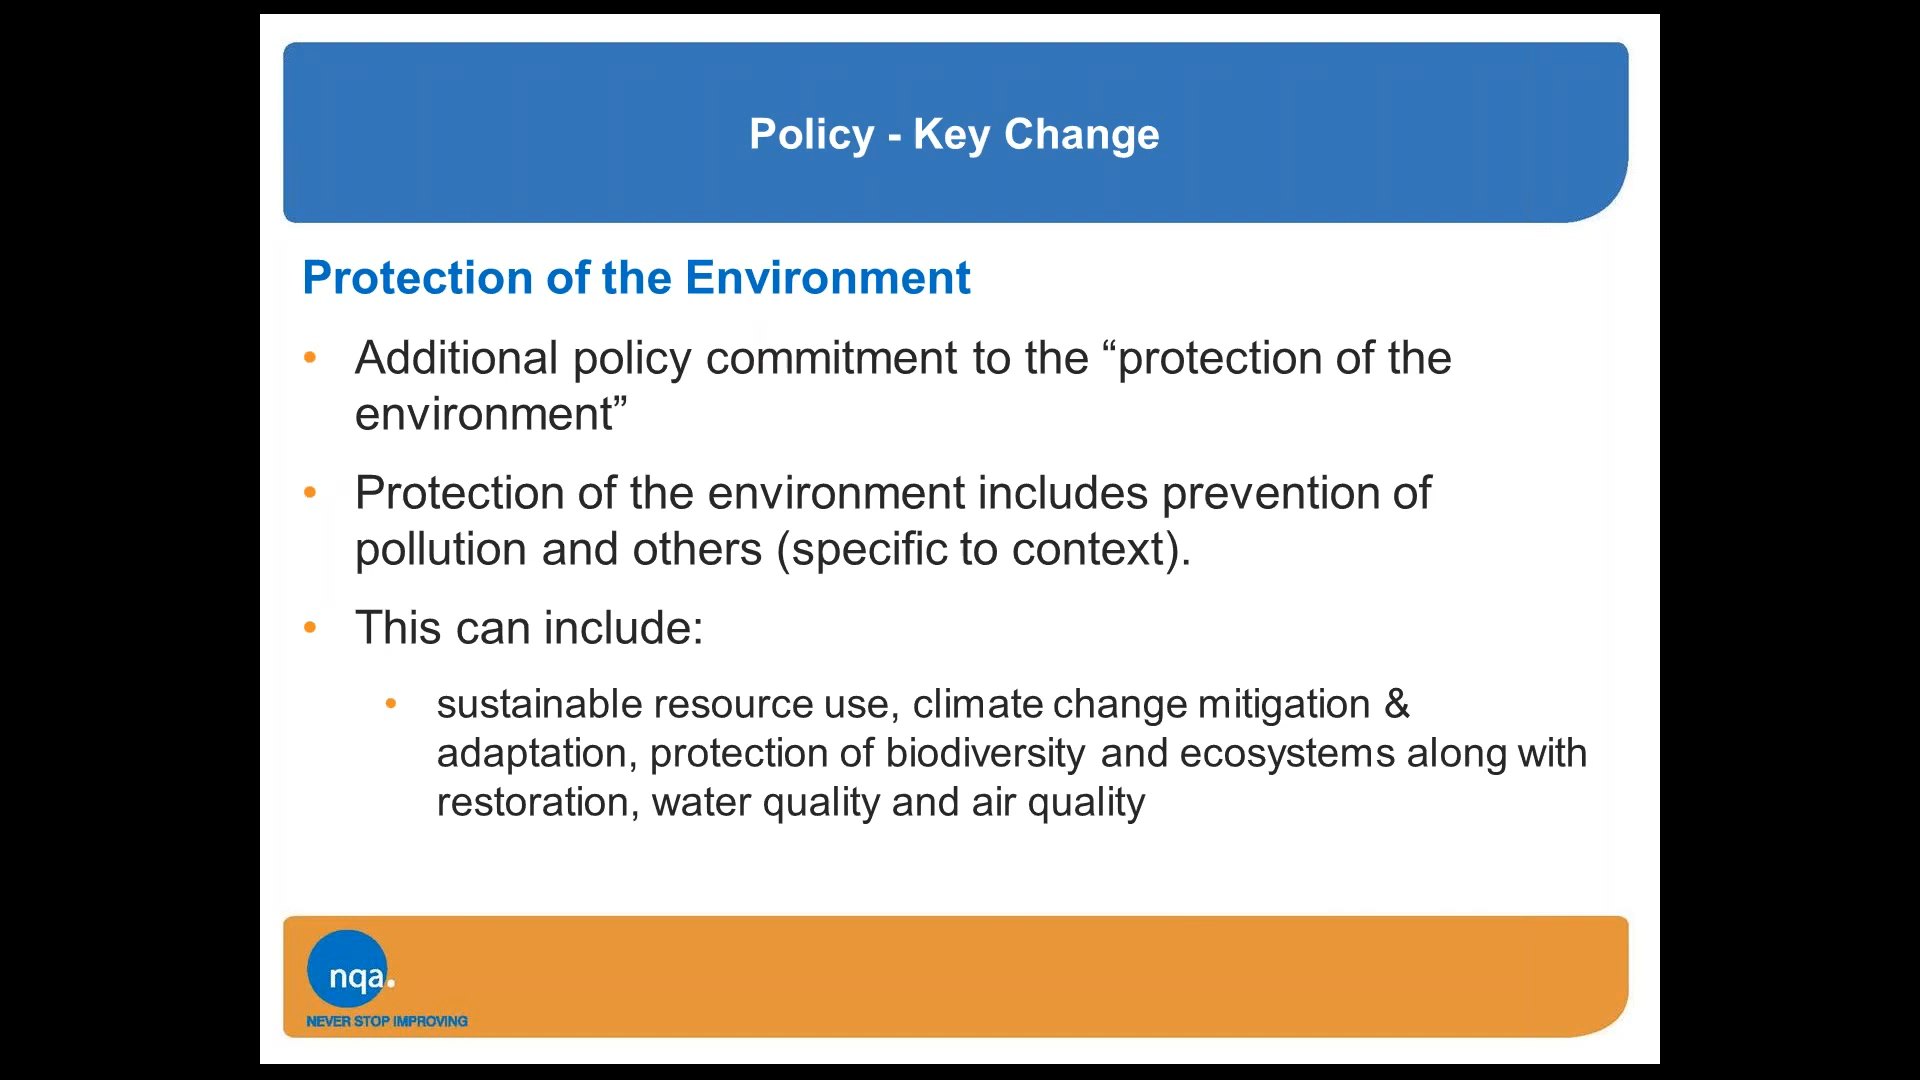 Policy - Key Change
Protection of the Environment
• Additional policy commitment to the “protection of the
environment”
• Protection of the environment includes prevention of
pollution and others (specific to context).
• This can include:
• sustainable resource use, climate change mitigation &
adaptation, protection of biodiversity and ecosystems along with
restoration, water quality and air quality
nqa.
NEVER STOP IMPROVING